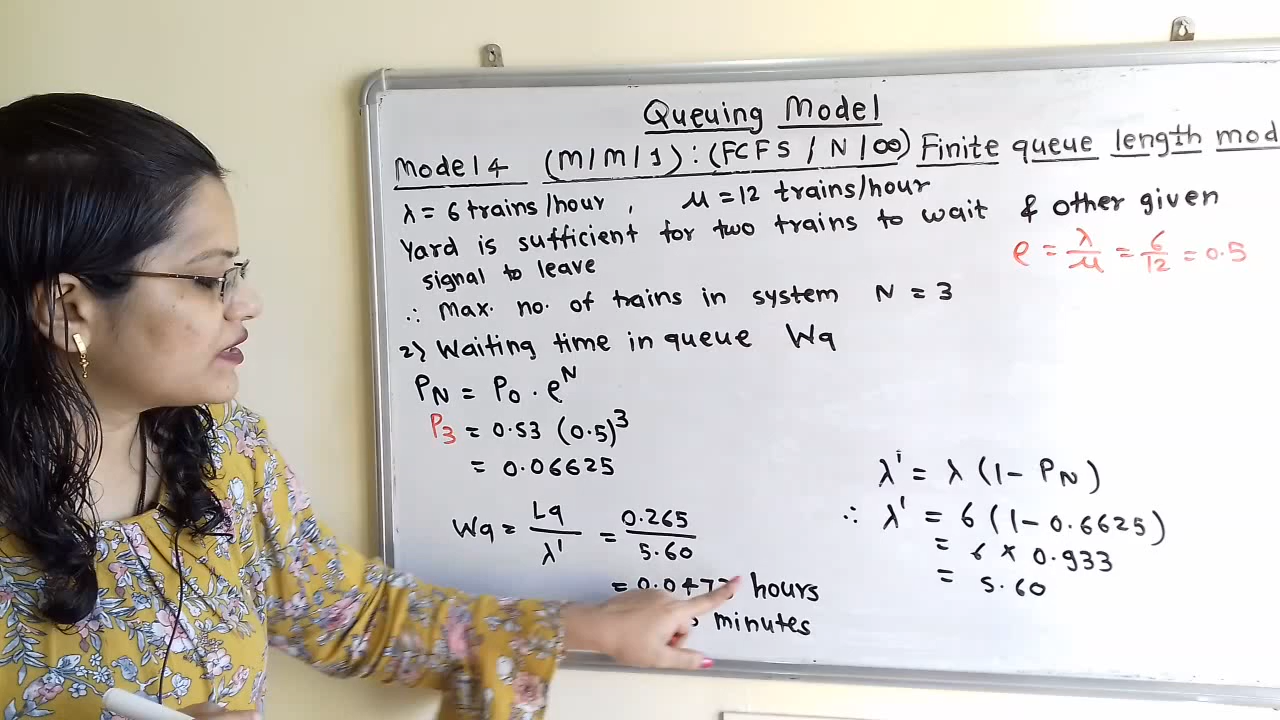 Queuing Model
Model 4 (M/M/1) : (FCFS / N / ∞) Finite queue length mod
λ = 6 trains/hour , μ = 12 trains/hour
Yard is sufficient for two trains to wait & other given
signal to leave
ρ = λ/μ = 6/12 = 0.5
∴ Max. no. of trains in system N = 3
2) Waiting time in queue Wq
PN = P0 . ρ^N
P3 = 0.53 (0.5)^3
= 0.06625
Wq = Lq/λ' = 0.265/5.60
= 0.047 hours
minutes
λ' = λ (1 - PN)
∴ λ' = 6 (1 - 0.6625)
= 6 × 0.933
= 5.60